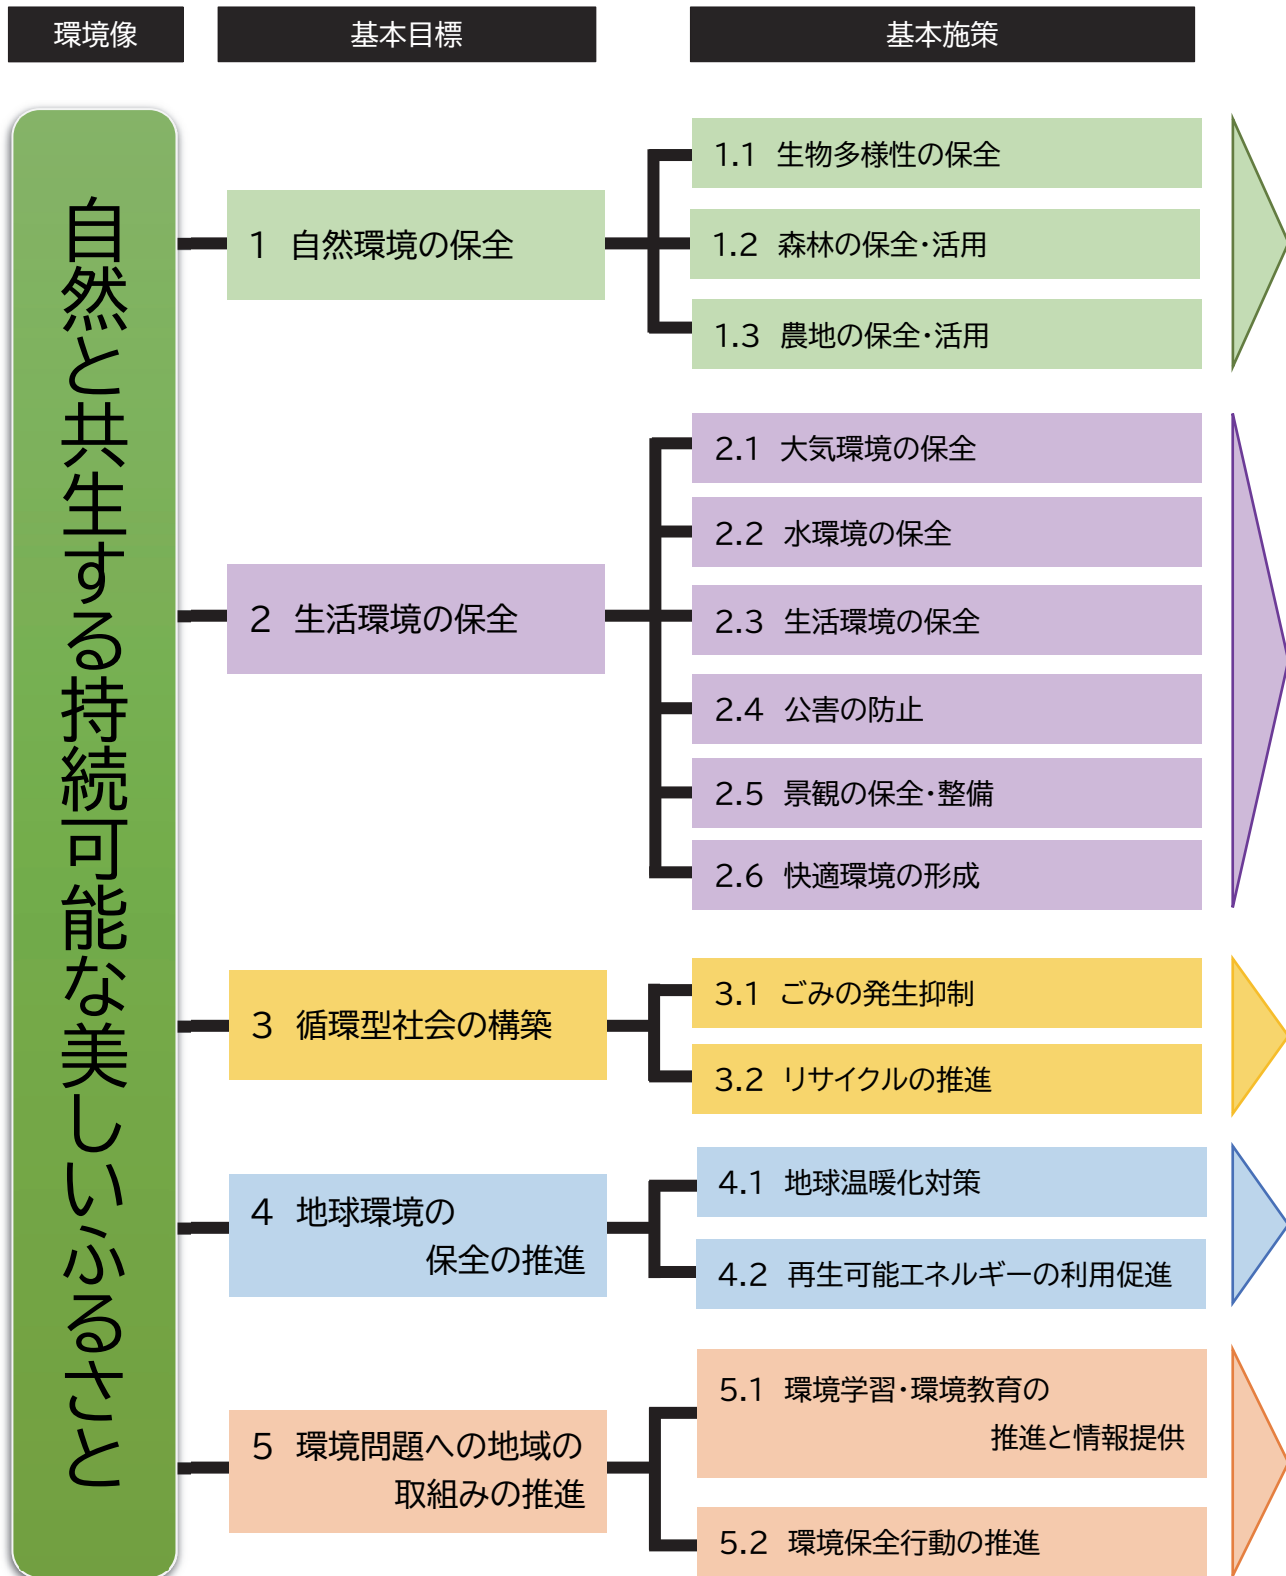 環境像
基本目標
基本施策
自然と共生する持続可能な美しいふるさと
1 自然環境の保全
1.1 生物多様性の保全
1.2 森林の保全・活用
1.3 農地の保全・活用
2 生活環境の保全
2.1 大気環境の保全
2.2 水環境の保全
2.3 生活環境の保全
2.4 公害の防止
2.5 景観の保全・整備
2.6 快適環境の形成
3 循環型社会の構築
3.1 ごみの発生抑制
3.2 リサイクルの推進
4 地球環境の
保全の推進
4.1 地球温暖化対策
4.2 再生可能エネルギーの利用促進
5 環境問題への地域の
取組みの推進
5.1 環境学習・環境教育の
推進と情報提供
5.2 環境保全行動の推進